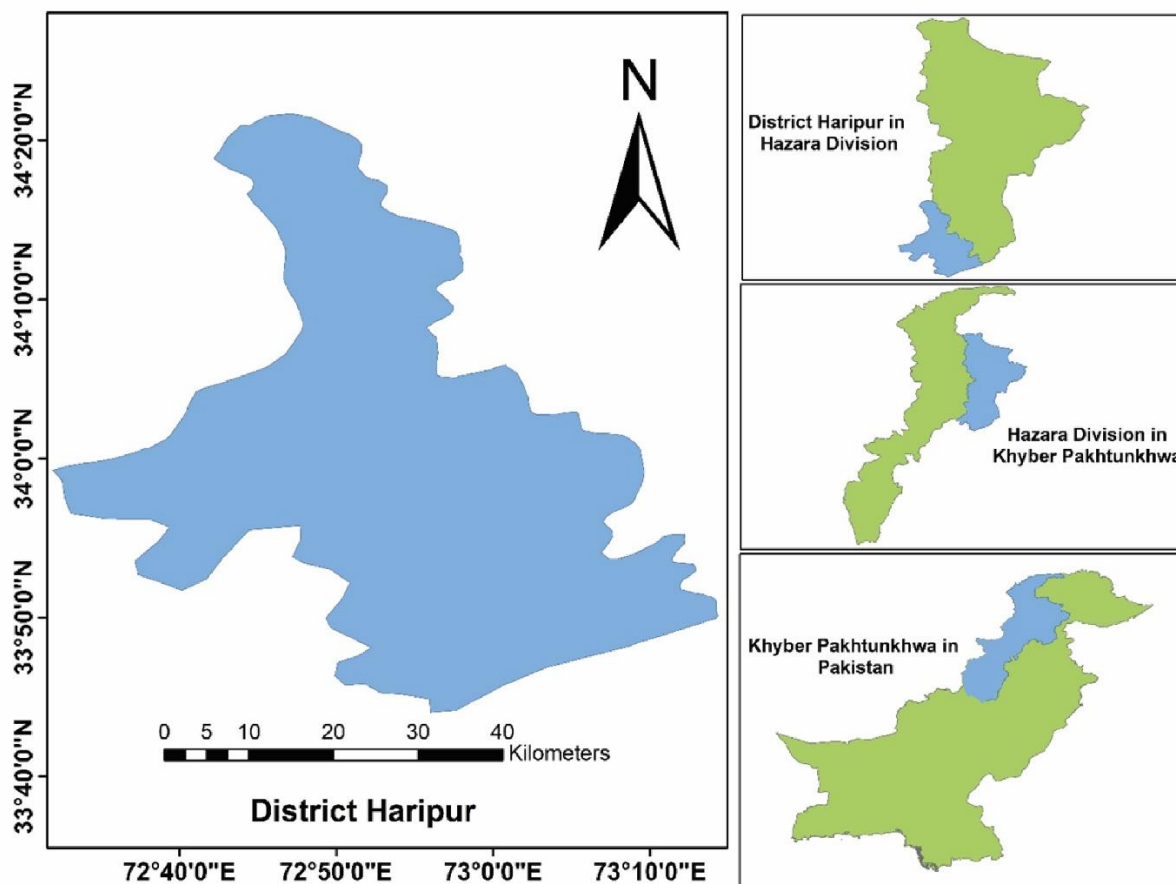 N
34°20'0"N
34°10'0"N
34°0'0"N
33°50'0"N
33°40'0"N
0 5 10 20 30 40
Kilometers
District Haripur
72°40'0"E 72°50'0"E 73°0'0"E 73°10'0"E
District Haripur in
Hazara Division
Hazara Division in
Khyber Pakhtunkhwa
Khyber Pakhtunkhwa in
Pakistan